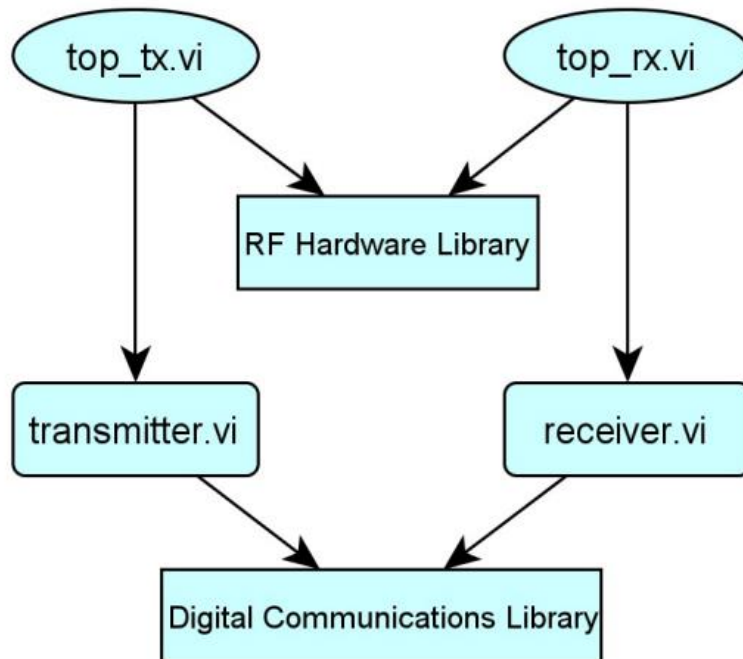 top_tx.vi
top_rx.vi
RF Hardware Library
transmitter.vi
receiver.vi
Digital Communications Library